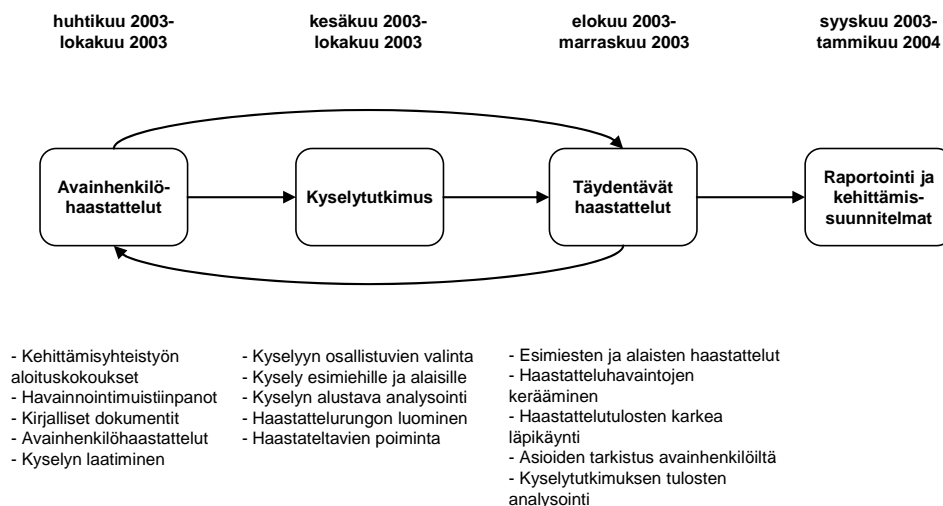 huhtikuu 2003-
lokakuu 2003
kesäkuu 2003-
lokakuu 2003
elokuu 2003-
marraskuu 2003
syyskuu 2003-
tammikuu 2004
Avainhenkilö-
haastattelut
Kyselytutkimus
Täydentävät
haastattelut
Raportointi ja
kehittämis-
suunnitelmat
- Kehittämisyhteistyön
aloituskokoukset
- Havainnointimuistiinpanot
- Kirjalliset dokumentit
- Avainhenkilöhaastattelut
- Kyselyn laatiminen
- Kyselyyn osallistuvien valinta
- Kysely esimiehille ja alaisille
- Kyselyn alustava analysointi
- Haastattelurungon luominen
- Haastateltavien poiminta
- Esimiesten ja alaisten haastattelut
- Haastatteluhavaintojen
kerääminen
- Haastattelutulosten karkea
läpikäynti
- Asioiden tarkistus avainhenkilöiltä
- Kyselytutkimuksen tulosten
analysointi